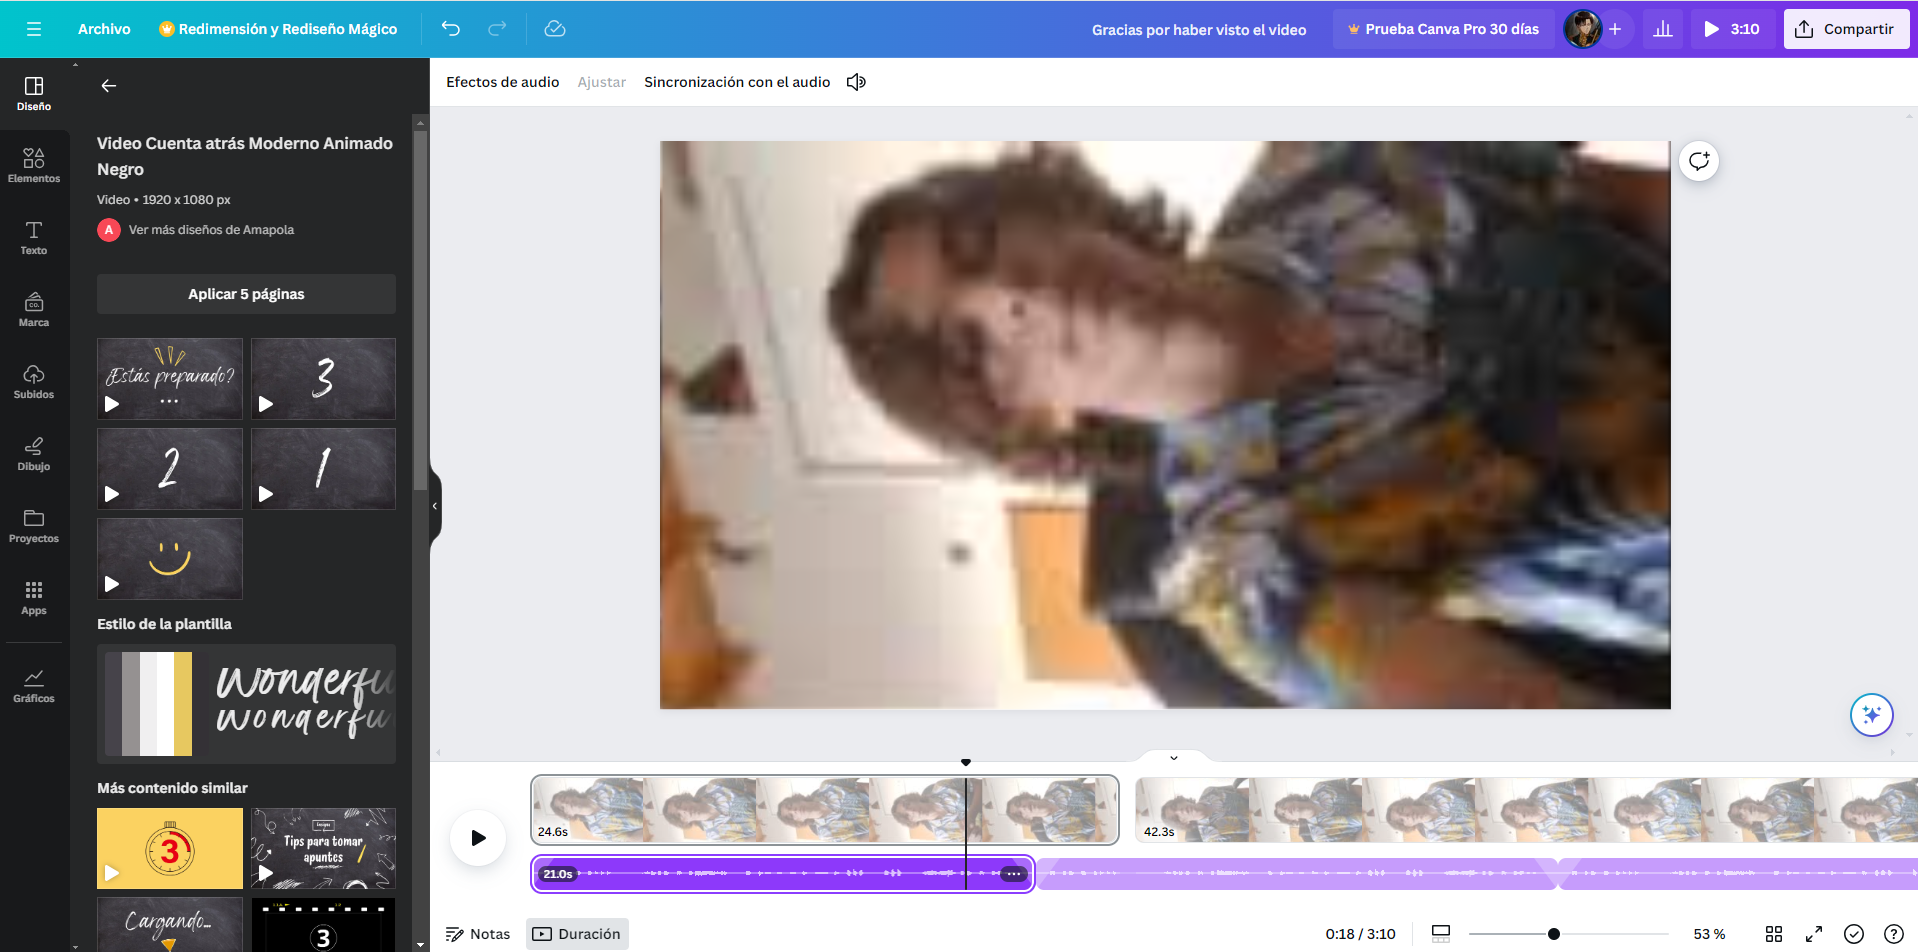 Archivo
Redimensión y Rediseño Mágico
Gracias por haber visto el video
Prueba Canva Pro 30 días
3:10
Compartir
Diseño
Elementos
Texto
Marca
CO.
Subidos
Dibujo
Proyectos
Apps
Gráficos
Video Cuenta atrás Moderno Animado
Negro
Video • 1920 x 1080 px
A
Ver más diseños de Amapola
Aplicar 5 páginas
¿Estás preparado?
...
3
2
1
Estilo de la plantilla
Wonderfu
wonderful
Más contenido similar
3
Tips para tomar
apuntes
Cargando...
3
Efectos de audio
Ajustar
Sincronización con el audio
24.6s
42.3s
21.0s
Notas
Duración
0:18 / 3:10
53 %